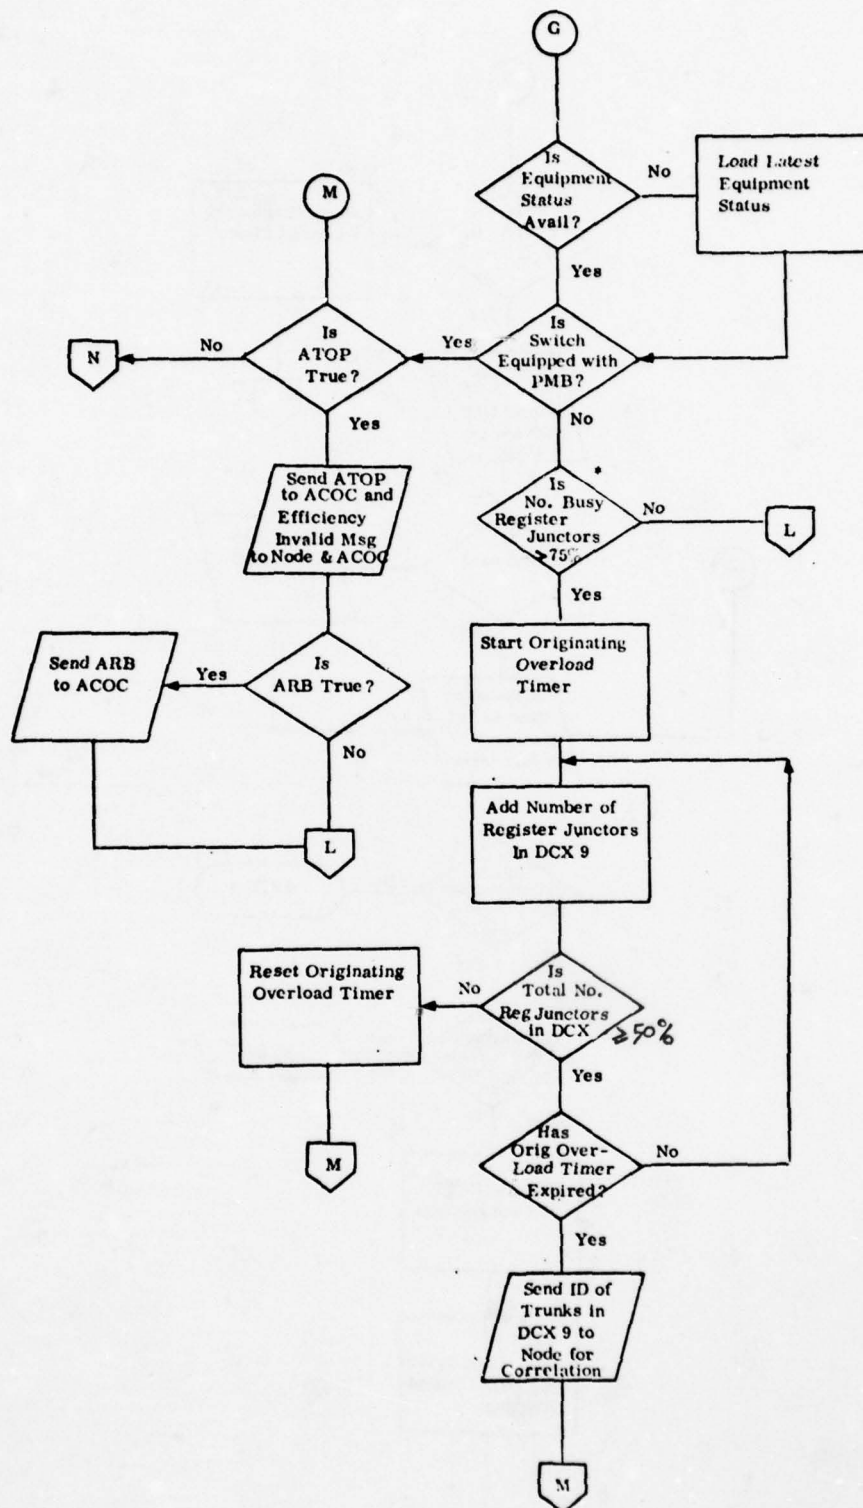 G
Is
Equipment
Status
Avail?
No
Load Latest
Equipment
Status
Yes
M
Is
ATOP
True?
No
N
Yes
Is
Switch
Equipped with
PMB?
Yes
No
Send ATOP
to ACOC and
Efficiency
Invalid Msg
to Node & ACOC
*
Is
No. Busy
Register
Junctors
≥75%
No
L
Yes
Start Originating
Overload
Timer
Is
ARB True?
Yes
Send ARB
to ACOC
No
L
Add Number of
Register Junctors
In DCX 9
Is
Total No.
Reg Junctors
in DCX
≥50%
No
Reset Originating
Overload Timer
M
Yes
Has
Orig Over-
Load Timer
Expired?
No
Yes
Send ID of
Trunks in
DCX 9 to
Node for
Correlation
M